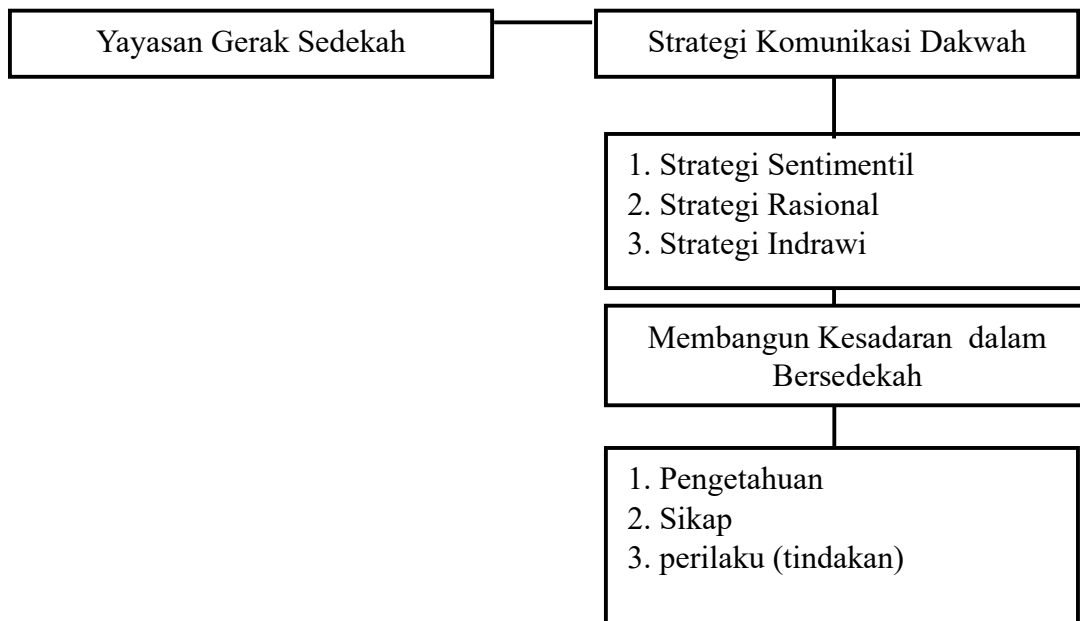 Yayasan Gerak Sedekah
Strategi Komunikasi Dakwah
1. Strategi Sentimentil
2. Strategi Rasional
3. Strategi Indrawi
Membangun Kesadaran  dalam
Bersedekah
1. Pengetahuan
2. Sikap
3. perilaku (tindakan)